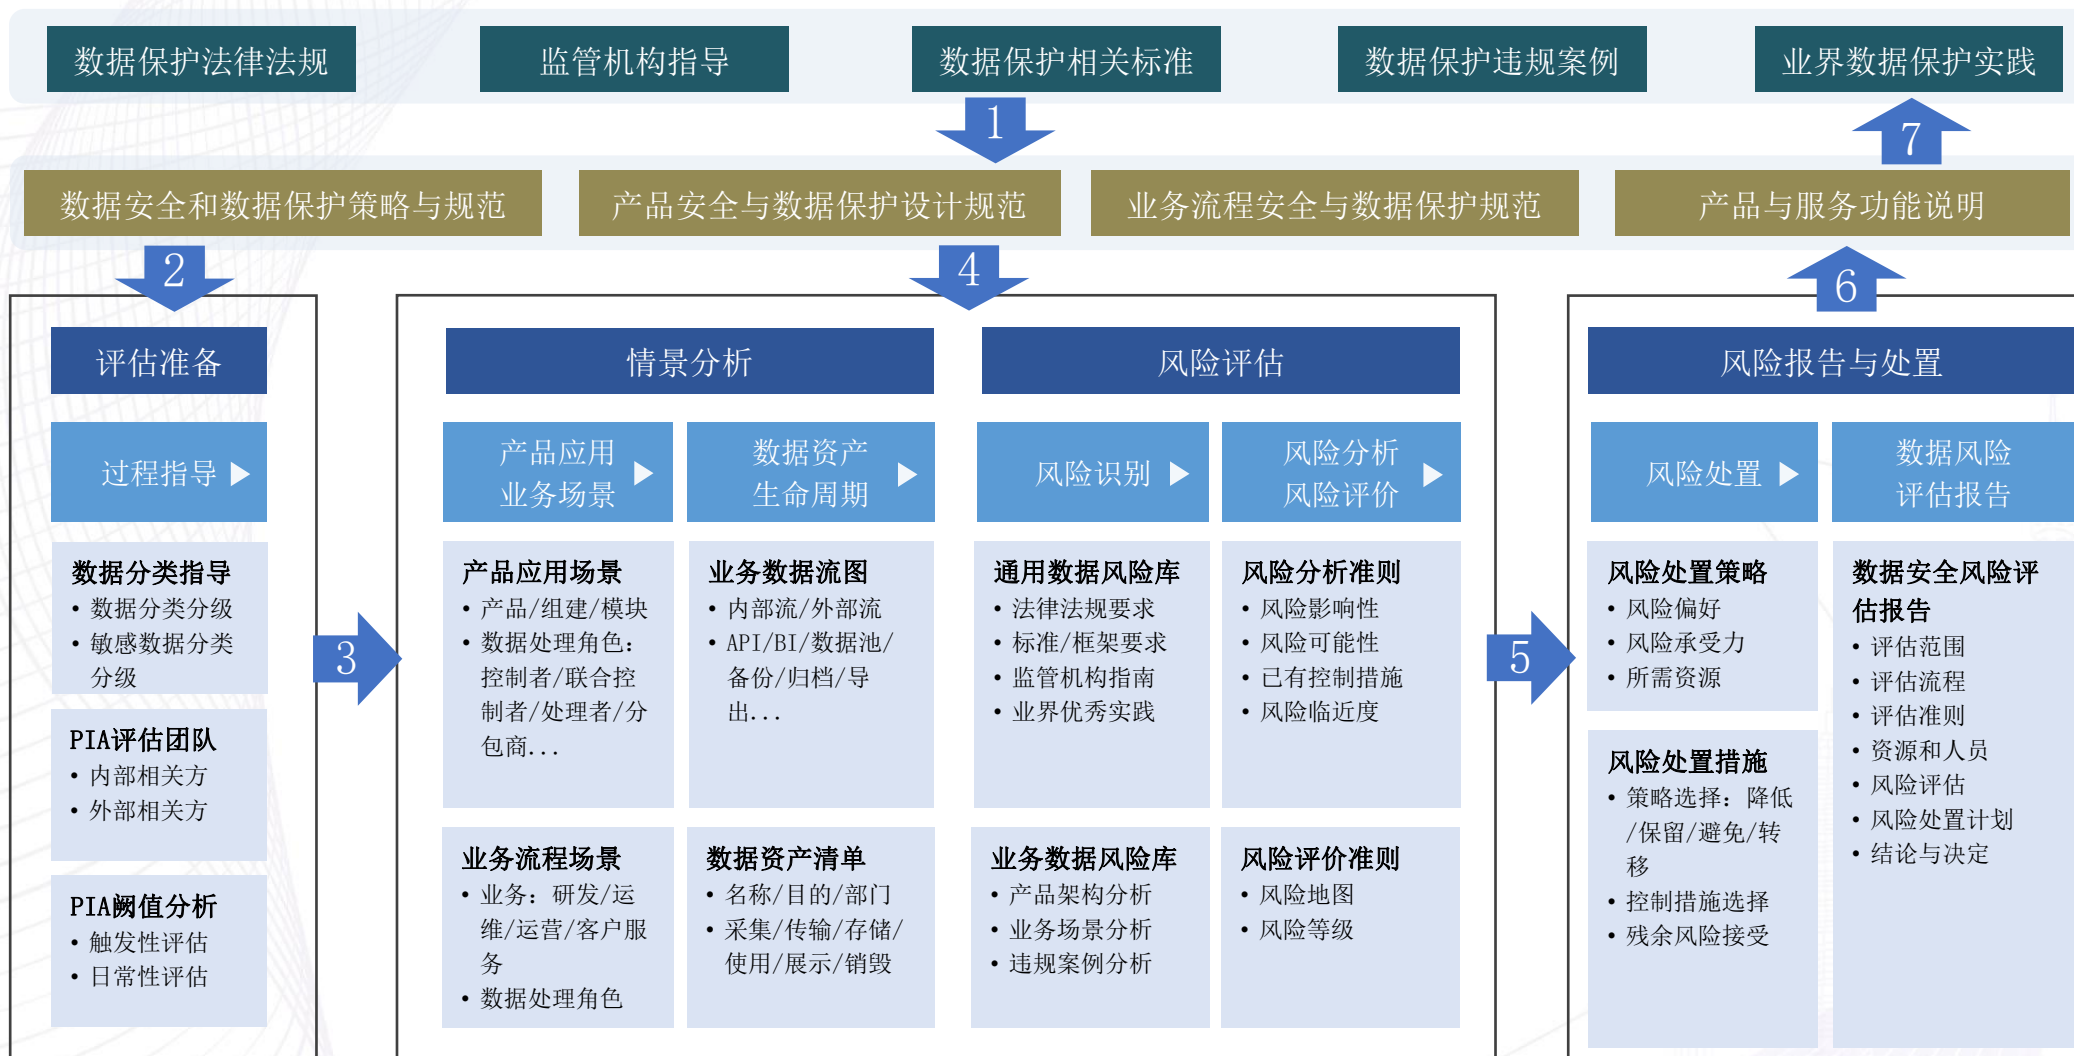 数据保护法律法规
监管机构指导
数据保护相关标准
数据保护违规案例
业界数据保护实践
1
7
数据安全和数据保护策略与规范
产品安全与数据保护设计规范
业务流程安全与数据保护规范
产品与服务功能说明
2
4
6
评估准备
过程指导
数据分类指导
• 数据分类分级
• 敏感数据分类
分级
PIA评估团队
• 内部相关方
• 外部相关方
PIA阈值分析
• 触发性评估
• 日常性评估
3
情景分析
产品应用
业务场景
产品应用场景
• 产品/组建/模块
• 数据处理角色：
控制者/联合控
制者/处理者/分
包商...
业务流程场景
• 业务：研发/运
维/运营/客户服
务
• 数据处理角色
数据资产
生命周期
业务数据流图
• 内部流/外部流
• API/BI/数据池/
备份/归档/导
出...
数据资产清单
• 名称/目的/部门
• 采集/传输/存储/
使用/展示/销毁
风险评估
风险识别
通用数据风险库
• 法律法规要求
• 标准/框架要求
• 监管机构指南
• 业界优秀实践
业务数据风险库
• 产品架构分析
• 业务场景分析
• 违规案例分析
风险分析
风险评价
风险分析准则
• 风险影响性
• 风险可能性
• 已有控制措施
• 风险临近度
风险评价准则
• 风险地图
• 风险等级
5
风险报告与处置
风险处置
风险处置策略
• 风险偏好
• 风险承受力
• 所需资源
风险处置措施
• 策略选择：降低
/保留/避免/转
移
• 控制措施选择
• 残余风险接受
数据风险
评估报告
数据安全风险评
估报告
• 评估范围
• 评估流程
• 评估准则
• 资源和人员
• 风险评估
• 风险处置计划
• 结论与决定